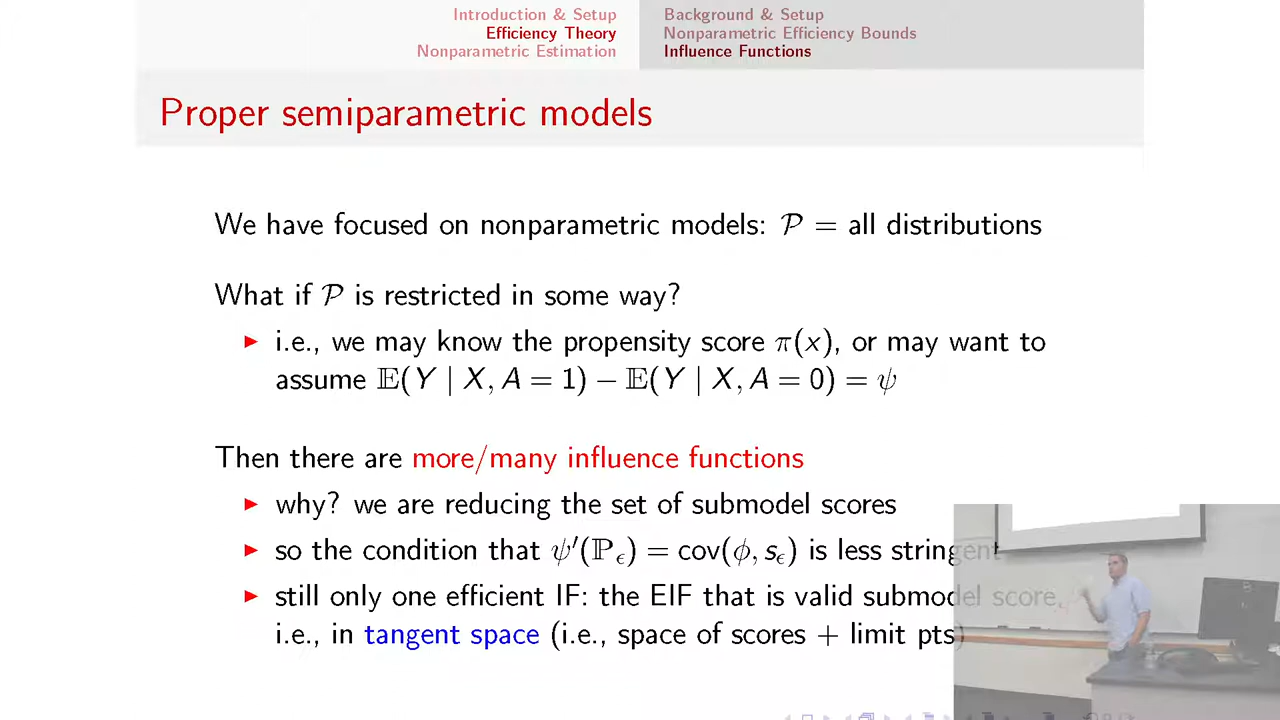 Introduction & Setup
Efficiency Theory
Nonparametric Estimation
Background & Setup
Nonparametric Efficiency Bounds
Influence Functions
Proper semiparametric models
We have focused on nonparametric models: 𝒫 = all distributions
What if 𝒫 is restricted in some way?
▶ i.e., we may know the propensity score π(x), or may want to
assume 𝔼(Y | X, A = 1) − 𝔼(Y | X, A = 0) = ψ
Then there are more/many influence functions
▶ why? we are reducing the set of submodel scores
▶ so the condition that ψ′(ℙ_ϵ) = cov(ϕ, s_ϵ) is less stringent
▶ still only one efficient IF: the EIF that is valid submodel score,
i.e., in tangent space (i.e., space of scores + limit pts)